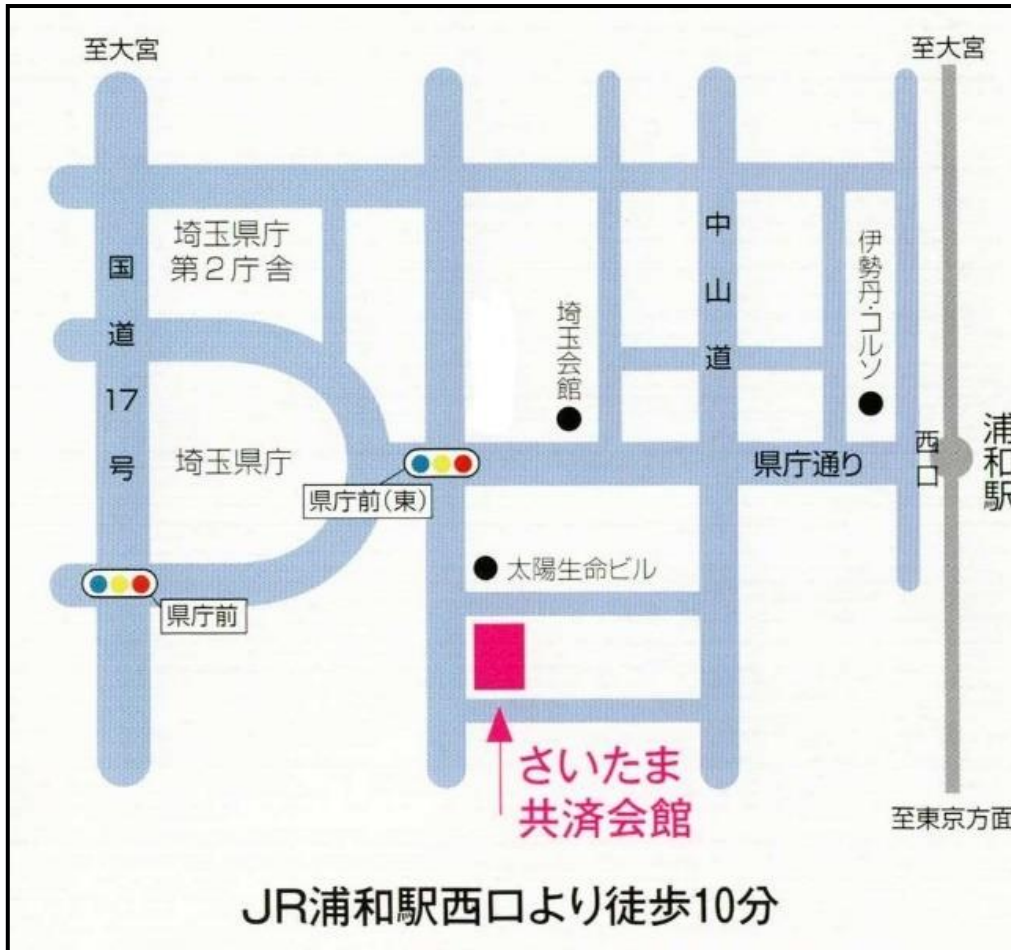 至大宮
至大宮
埼玉県庁
第2庁舎
国道17号
中山道
伊勢丹・コルソ
埼玉会館
埼玉県庁
県庁通り
西口
浦和駅
県庁前(東)
太陽生命ビル
県庁前
さいたま
共済会館
至東京方面
JR浦和駅西口より徒歩10分